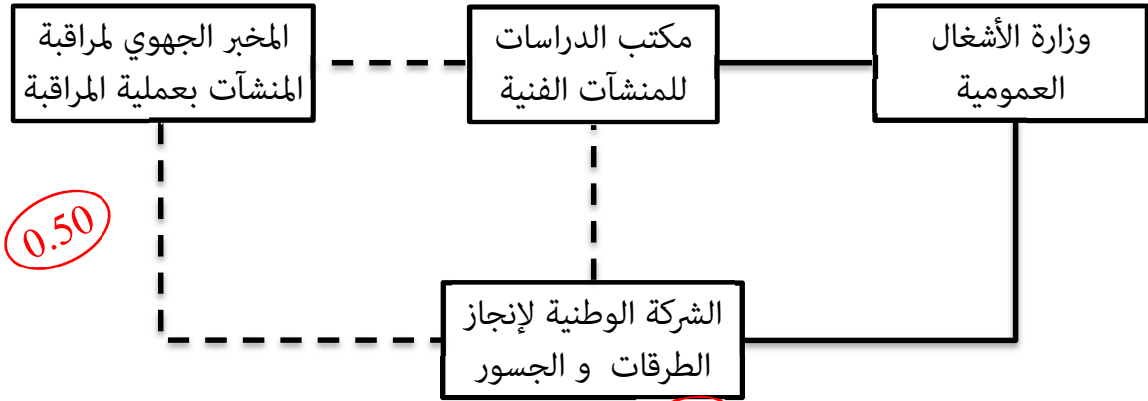 وزارة الأشغال
العمومية
مكتب الدراسات
للمنشآت الفنية
المخبر الجهوي لمراقبة
المنشآت بعملية المراقبة
0.50
الشركة الوطنية لإنجاز
الطرقات و الجسور